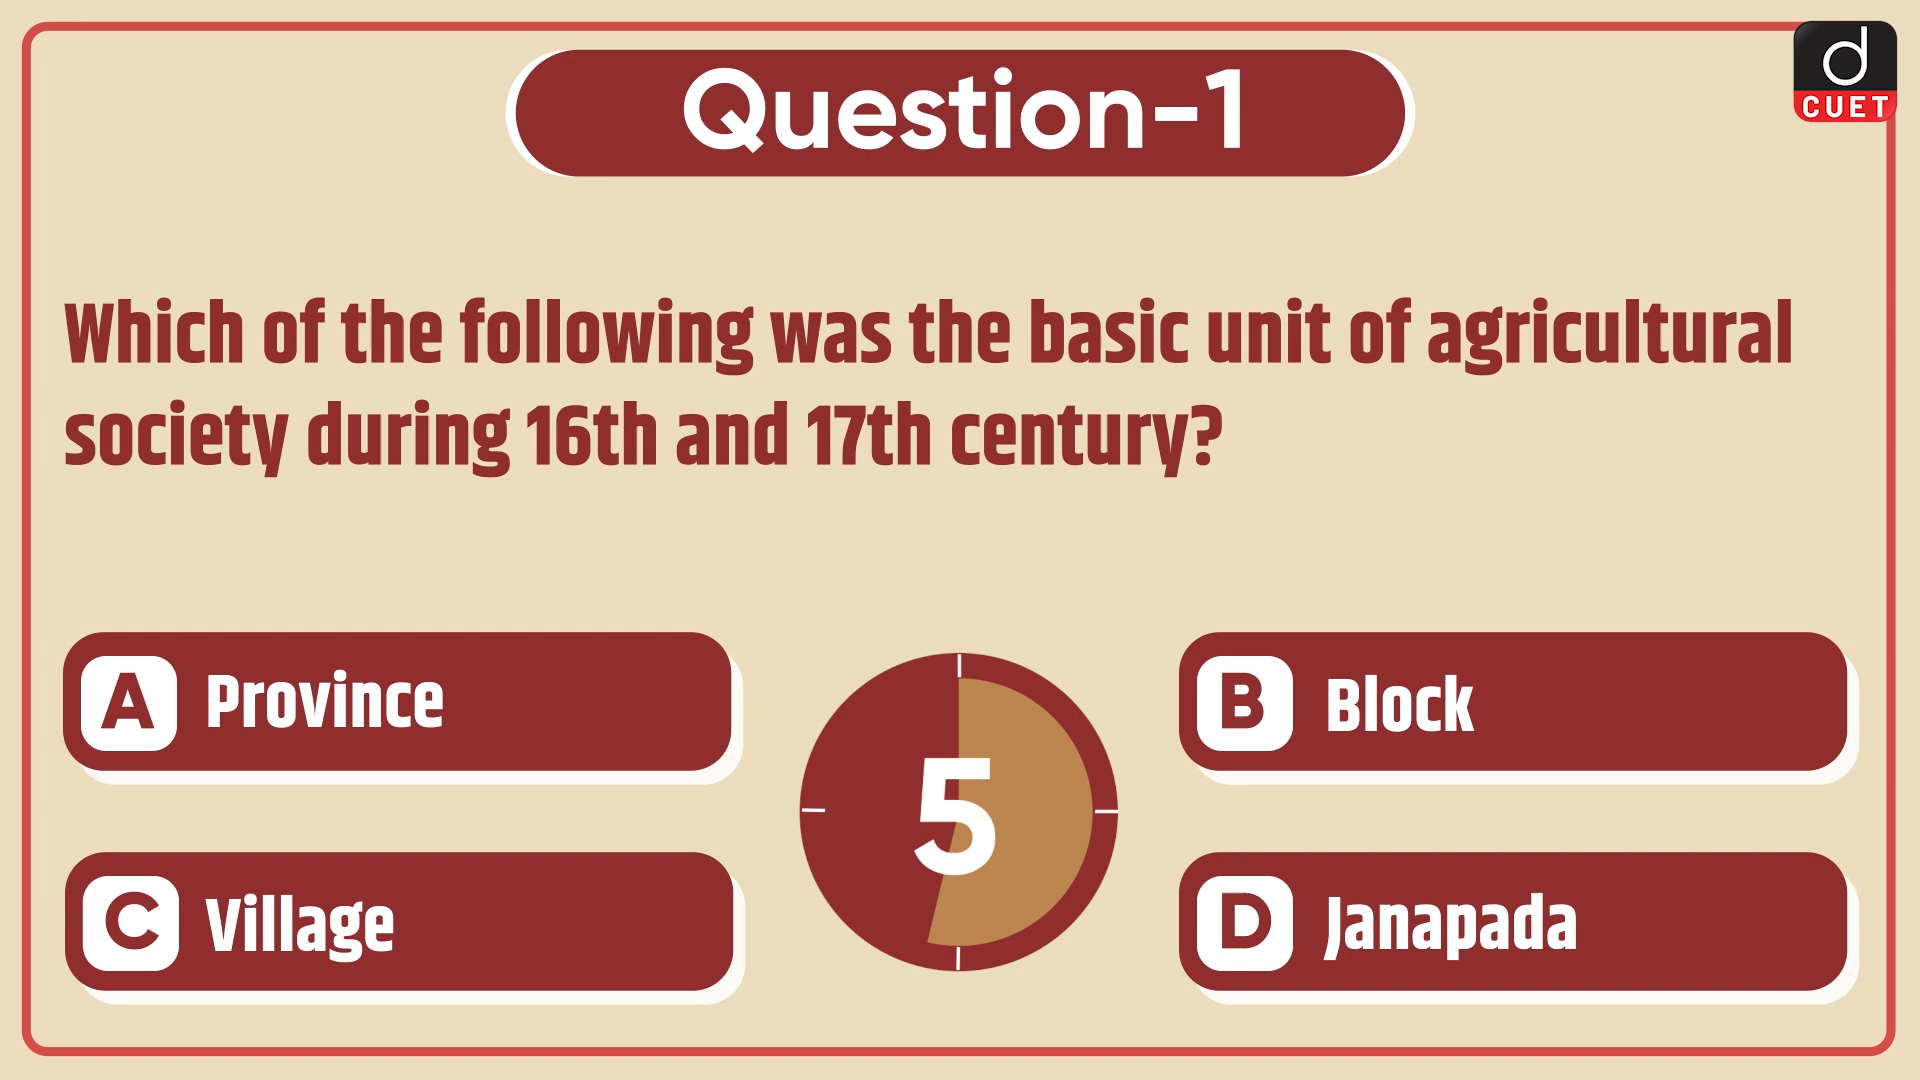 d
CUET
Question-1
Which of the following was the basic unit of agricultural
society during 16th and 17th century?
A Province
B Block
5
C Village
D Janapada